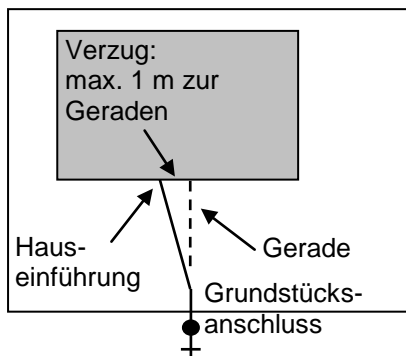 Verzug:
max. 1 m zur
Geraden
Haus-
einführung
Gerade
Grundstücks-
anschluss